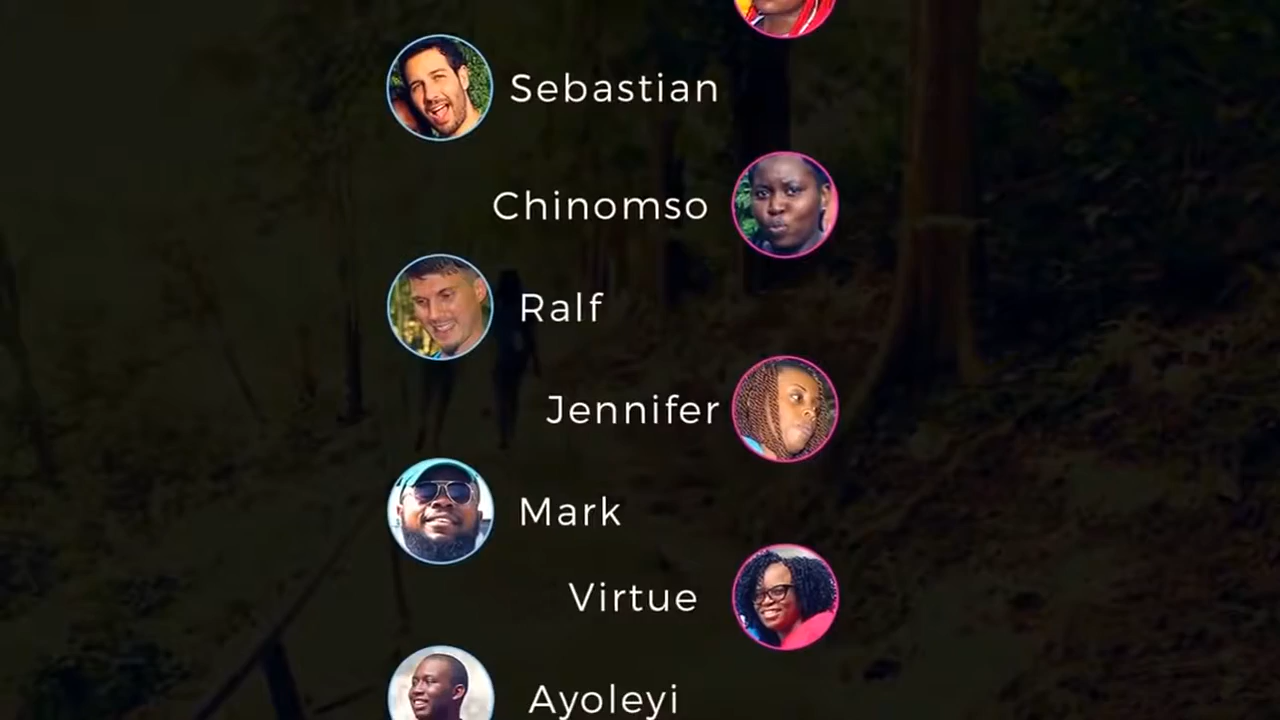 Sebastian
Chinomso
Ralf
Jennifer
Mark
Virtue
Ayoleyi